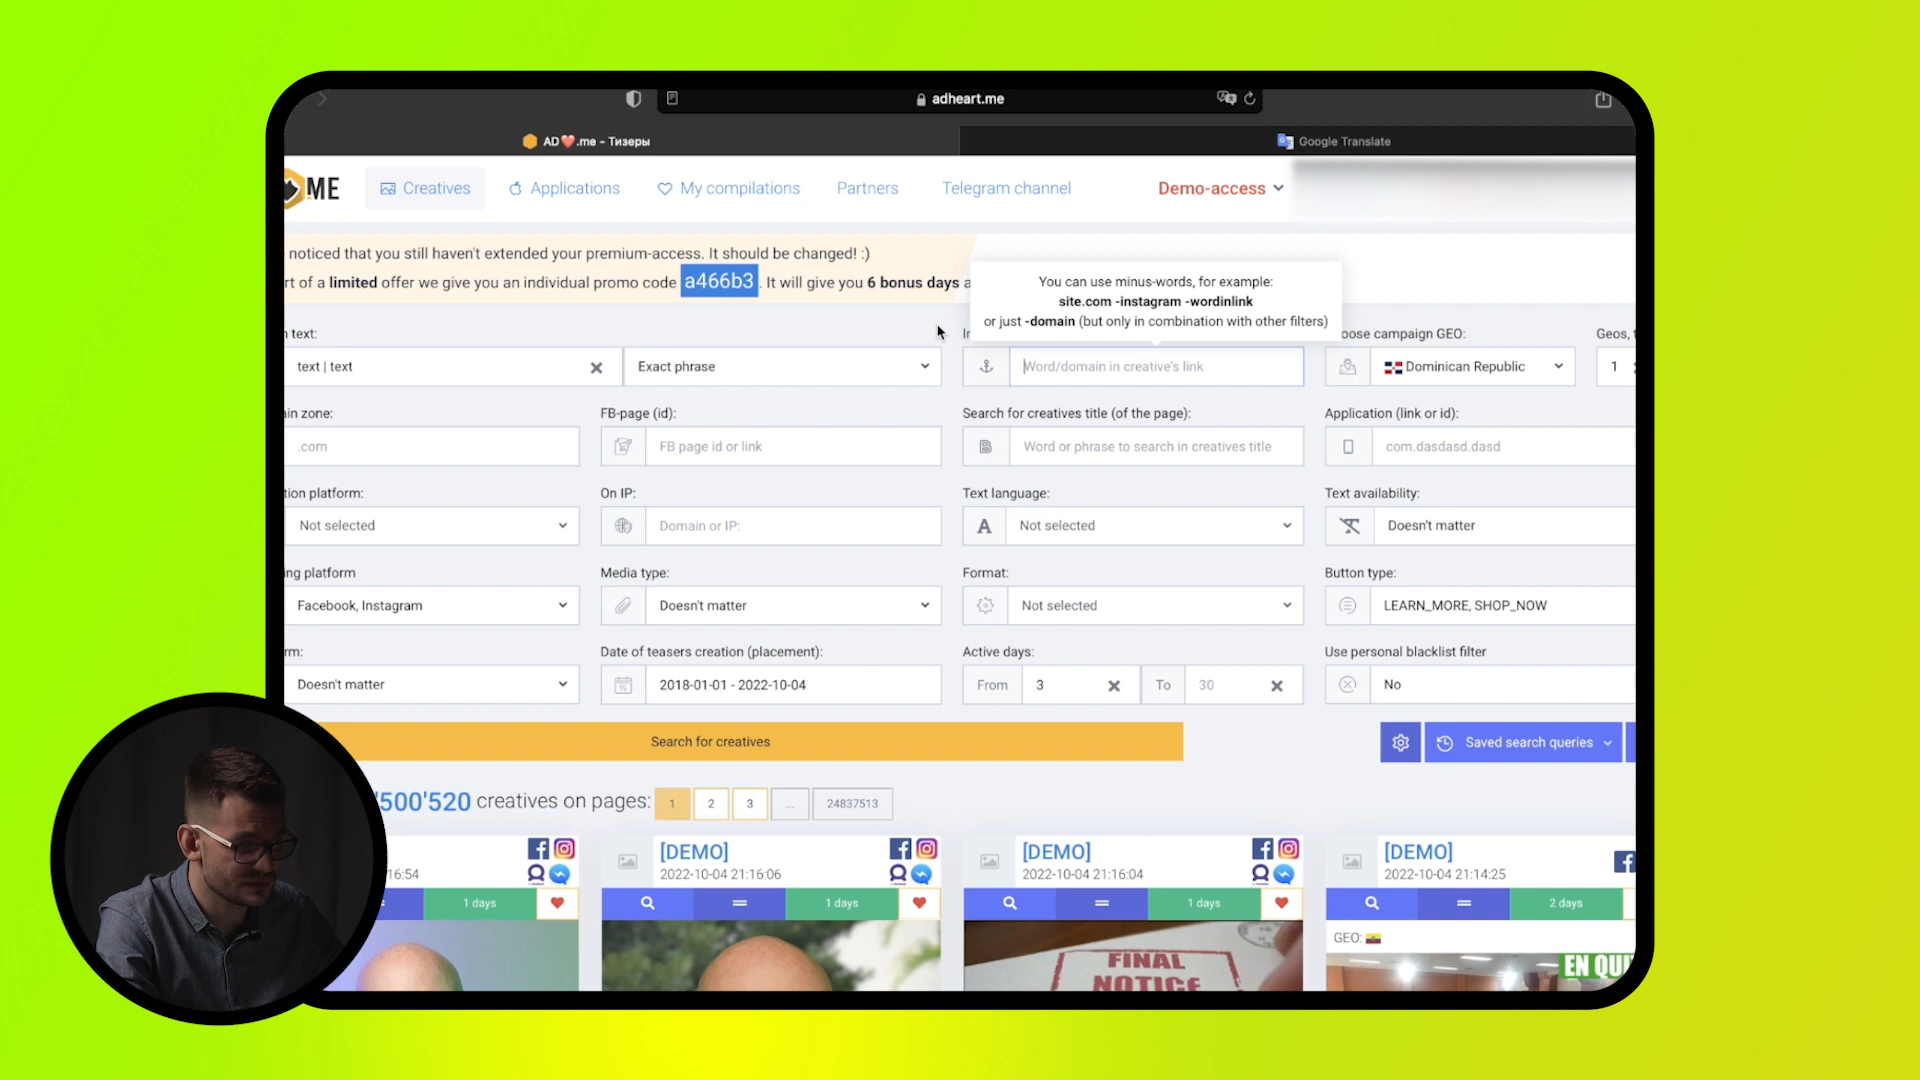 adheart.me
AD❤️.me – Тизеры
Google Translate
ME
Creatives
Applications
My compilations
Partners
Telegram channel
Demo-access
noticed that you still haven't extended your premium-access. It should be changed! :)
of a limited offer we give you an individual promo code a466b3. It will give you 6 bonus days a
You can use minus-words, for example:
site.com -instagram -wordinlink
or just -domain (but only in combination with other filters)
text:
campaign GEO:
Geos,
text | text
Exact phrase
Word/domain in creative's link
Dominican Republic
1
zone:
FB-page (id):
Search for creatives title (of the page):
Application (link or id):
.com
FB page id or link
Word or phrase to search in creatives title
com.dasdasd.dasd
platform:
On IP:
Text language:
Text availability:
Not selected
Domain or IP:
Not selected
Doesn't matter
platform
Media type:
Format:
Button type:
Facebook, Instagram
Doesn't matter
Not selected
LEARN_MORE, SHOP_NOW
Date of teasers creation (placement):
Active days:
Use personal blacklist filter
Doesn't matter
2018-01-01 - 2022-10-04
From
3
To
30
No
Search for creatives
Saved search queries
'500'520 creatives on pages:
1
2
3
...
24837513
16:54
1 days
[DEMO]
2022-10-04 21:16:06
1 days
[DEMO]
2022-10-04 21:16:04
1 days
FINAL
NOTICE
[DEMO]
2022-10-04 21:14:25
2 days
GEO:
EN QUI